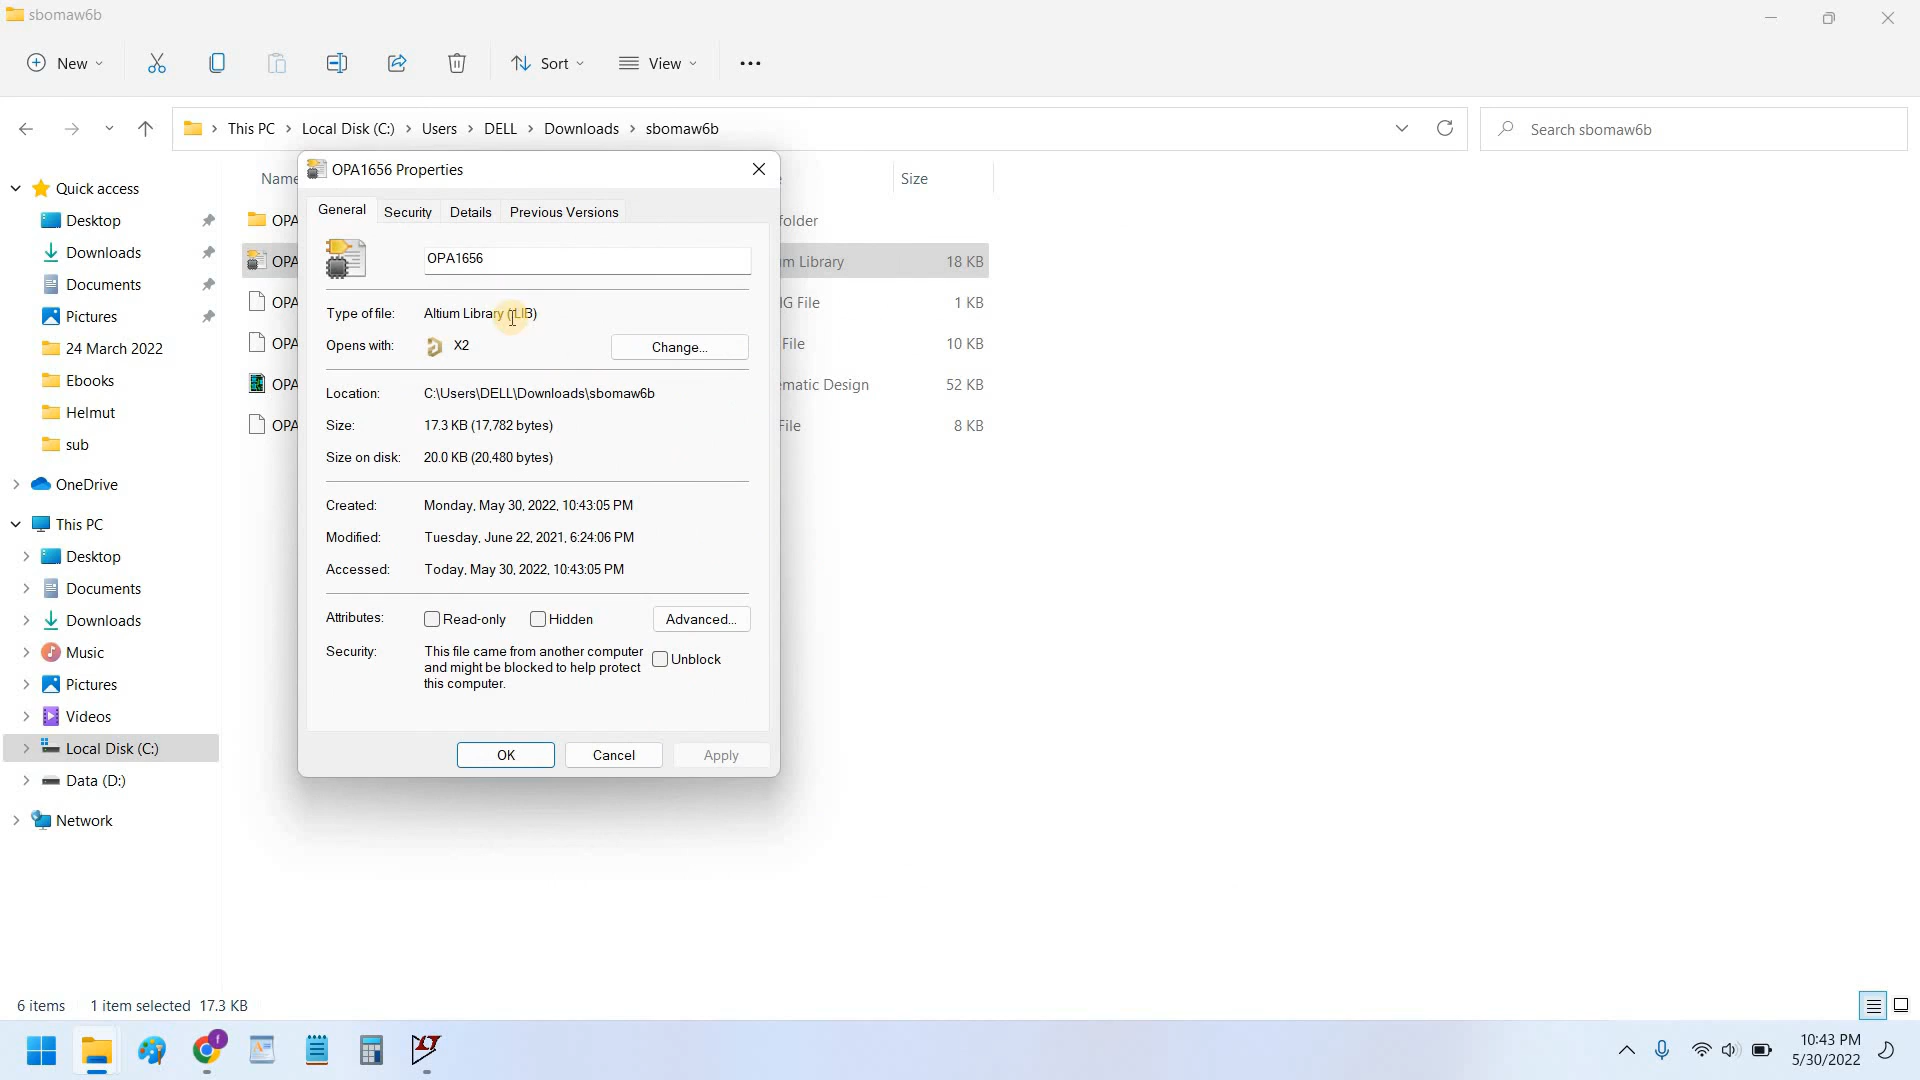 sbomaw6b
New Sort View
This PC Local Disk (C:) Users DELL Downloads sbomaw6b
Search sbomaw6b
Quick access
Desktop
Downloads
Documents
Pictures
24 March 2022
Ebooks
Helmut
sub
OneDrive
This PC
Desktop
Documents
Downloads
Music
Pictures
Videos
Local Disk (C:)
Data (D:)
Network
Name Size
OPA older
OPA m Library 18 KB
OPA G File 1 KB
OPA File 10 KB
OPA matic Design 52 KB
OPA File 8 KB
OPA1656 Properties
General Security Details Previous Versions
OPA1656
Type of file: Altium Library (.LIB)
Opens with: X2 Change...
Location: C:\Users\DELL\Downloads\sbomaw6b
Size: 17.3 KB (17,782 bytes)
Size on disk: 20.0 KB (20,480 bytes)
Created: Monday, May 30, 2022, 10:43:05 PM
Modified: Tuesday, June 22, 2021, 6:24:06 PM
Accessed: Today, May 30, 2022, 10:43:05 PM
Attributes: Read-only Hidden Advanced...
Security: This file came from another computer
and might be blocked to help protect
this computer.
Unblock
OK Cancel Apply
6 items 1 item selected 17.3 KB
f
10:43 PM
5/30/2022